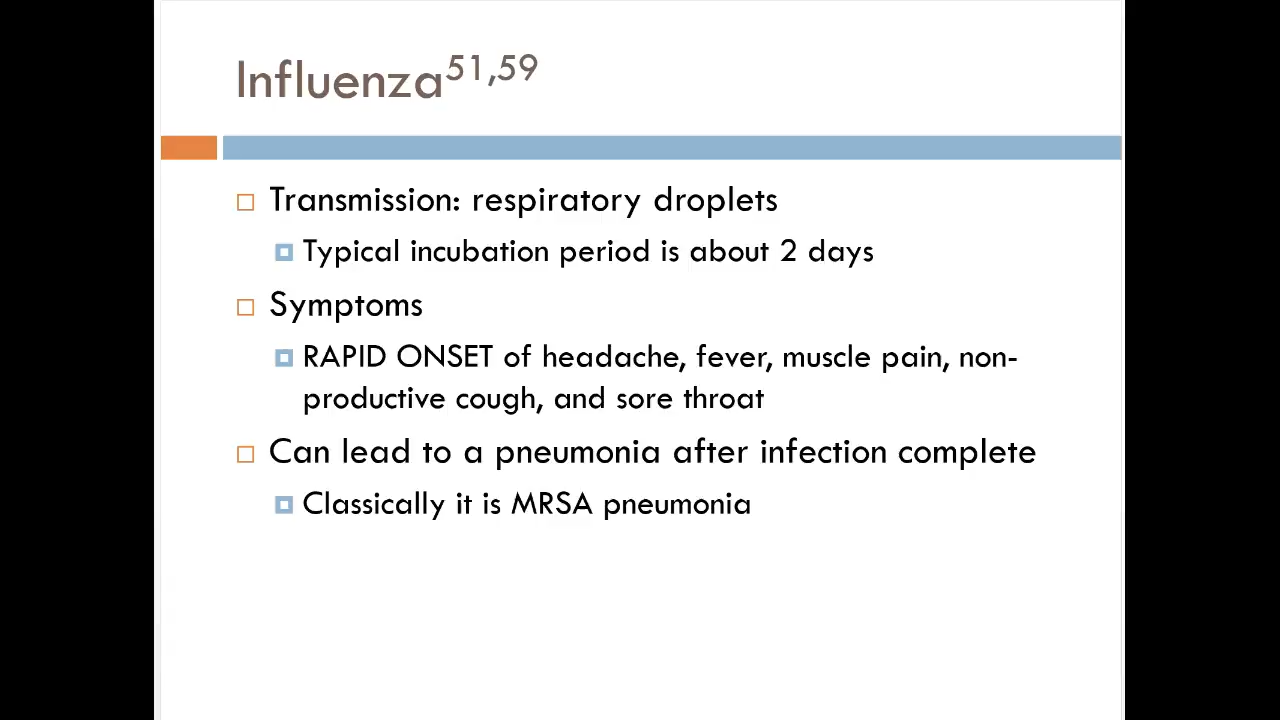 Influenza51,59
Transmission: respiratory droplets
Typical incubation period is about 2 days
Symptoms
RAPID ONSET of headache, fever, muscle pain, non-
productive cough, and sore throat
Can lead to a pneumonia after infection complete
Classically it is MRSA pneumonia